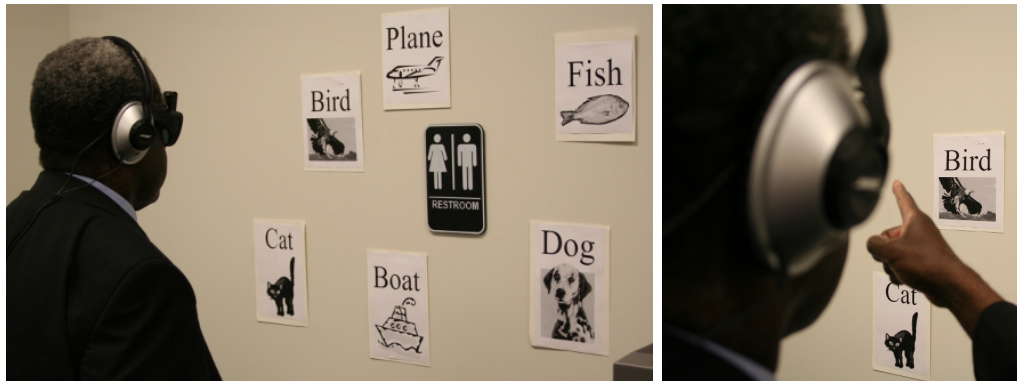 Plane
Fish
Bird
RESTROOM
Cat
Boat
Dog
Bird
Cat